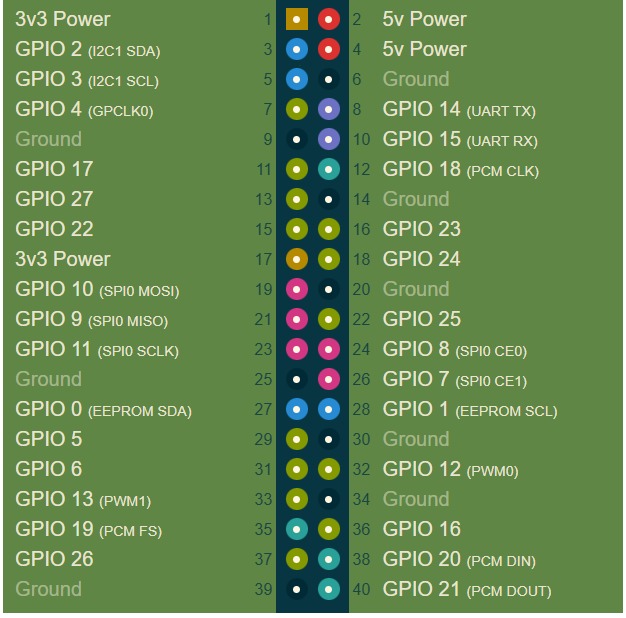 3v3 Power 1 2 5v Power
GPIO 2 (I2C1 SDA) 3 4 5v Power
GPIO 3 (I2C1 SCL) 5 6 Ground
GPIO 4 (GPCLK0) 7 8 GPIO 14 (UART TX)
Ground 9 10 GPIO 15 (UART RX)
GPIO 17 11 12 GPIO 18 (PCM CLK)
GPIO 27 13 14 Ground
GPIO 22 15 16 GPIO 23
3v3 Power 17 18 GPIO 24
GPIO 10 (SPI0 MOSI) 19 20 Ground
GPIO 9 (SPI0 MISO) 21 22 GPIO 25
GPIO 11 (SPI0 SCLK) 23 24 GPIO 8 (SPI0 CE0)
Ground 25 26 GPIO 7 (SPI0 CE1)
GPIO 0 (EEPROM SDA) 27 28 GPIO 1 (EEPROM SCL)
GPIO 5 29 30 Ground
GPIO 6 31 32 GPIO 12 (PWM0)
GPIO 13 (PWM1) 33 34 Ground
GPIO 19 (PCM FS) 35 36 GPIO 16
GPIO 26 37 38 GPIO 20 (PCM DIN)
Ground 39 40 GPIO 21 (PCM DOUT)